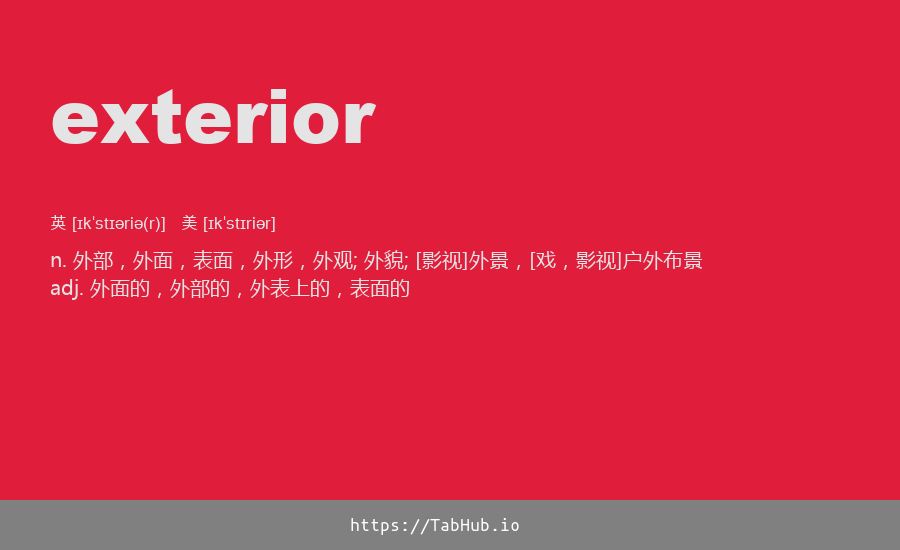 exterior
英 [ɪkˈstɪəriə(r)] 美 [ɪkˈstɪriər]
n. 外部，外面，表面，外形，外观; 外貌; [影视]外景，[戏，影视]户外布景
adj. 外面的，外部的，外表上的，表面的
https://TabHub.io